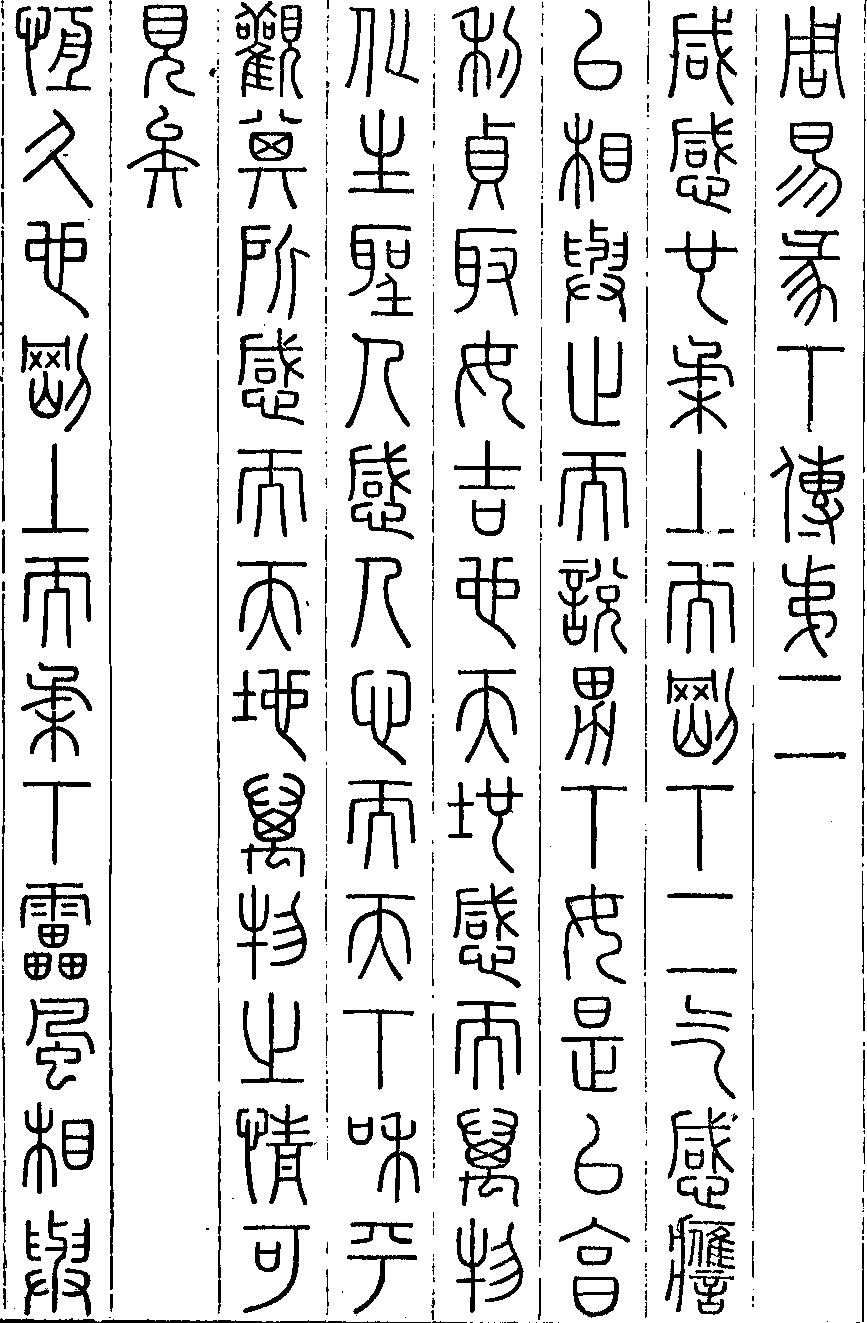 周易彖下傳弟二
咸感也柔上而剛下二气感應
以相與止而說男下女是以亨
利貞取女吉也天地感而萬物
化生聖人感人心而天下和平
觀其所感而天地萬物之情可
見矣
恆久也剛上而柔下雷風相與